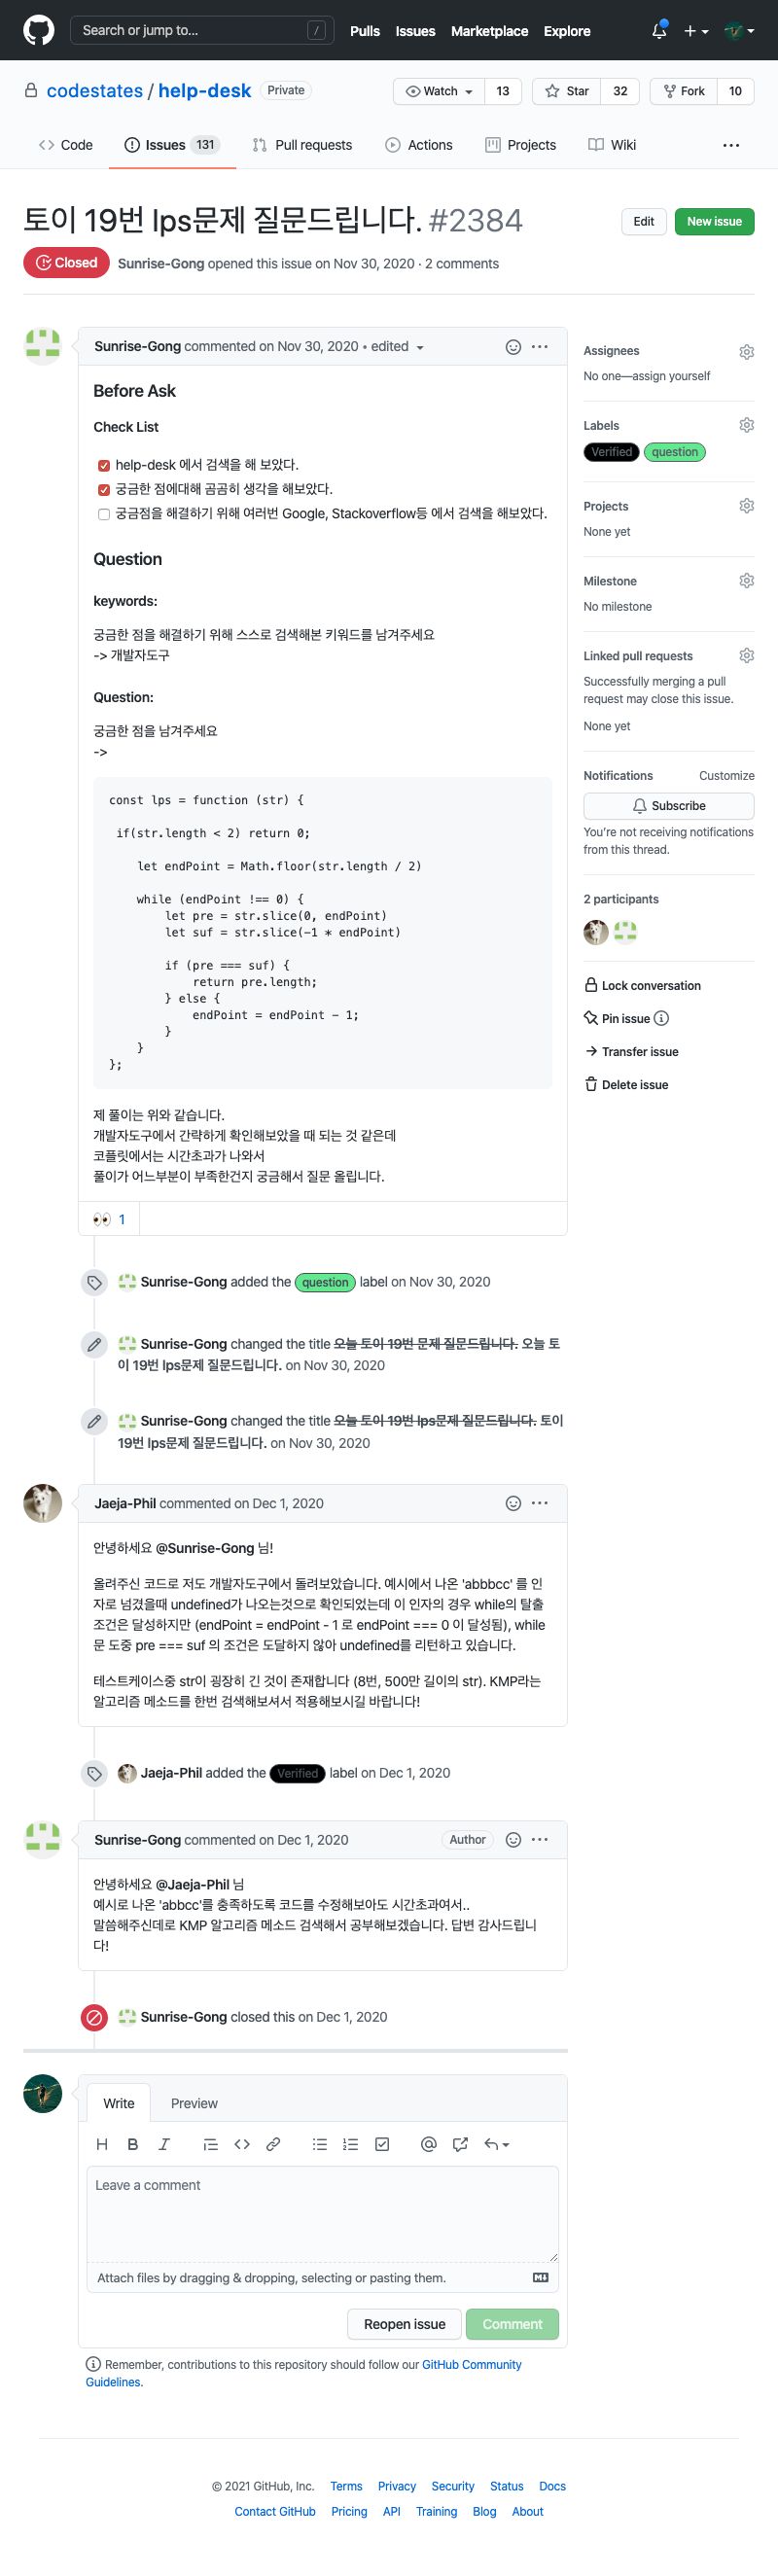 Search or jump to... /
Pulls Issues Marketplace Explore
codestates / help-desk Private
Watch 13 Star 32 Fork 10
Code Issues 131 Pull requests Actions Projects Wiki
토이 19번 lps문제 질문드립니다. #2384
Edit New issue
Closed Sunrise-Gong opened this issue on Nov 30, 2020 · 2 comments
Sunrise-Gong commented on Nov 30, 2020 • edited
Before Ask
Check List
help-desk 에서 검색을 해 보았다.
궁금한 점에대해 곰곰히 생각을 해보았다.
궁금점을 해결하기 위해 여러번 Google, Stackoverflow등 에서 검색을 해보았다.
Question
keywords:
궁금한 점을 해결하기 위해 스스로 검색해본 키워드를 남겨주세요
-> 개발자도구
Question:
궁금한 점을 남겨주세요
->
const lps = function (str) {
if(str.length < 2) return 0;
let endPoint = Math.floor(str.length / 2)
while (endPoint !== 0) {
let pre = str.slice(0, endPoint)
let suf = str.slice(-1 * endPoint)
if (pre === suf) {
return pre.length;
} else {
endPoint = endPoint - 1;
}
}
};
제 풀이는 위와 같습니다.
개발자도구에서 간략하게 확인해보았을 때 되는 것 같은데
코플릿에서는 시간초과가 나와서
풀이가 어느부분이 부족한건지 궁금해서 질문 올립니다.
👀 1
Assignees
No one—assign yourself
Labels
Verified question
Projects
None yet
Milestone
No milestone
Linked pull requests
Successfully merging a pull
request may close this issue.
None yet
Notifications Customize
Subscribe
You're not receiving notifications
from this thread.
2 participants
Lock conversation
Pin issue
Transfer issue
Delete issue
Sunrise-Gong added the question label on Nov 30, 2020
Sunrise-Gong changed the title 오늘 토이 19번 문제 질문드립니다. 오늘 토
이 19번 lps문제 질문드립니다. on Nov 30, 2020
Sunrise-Gong changed the title 오늘 토이 19번 lps문제 질문드립니다. 토이
19번 lps문제 질문드립니다. on Nov 30, 2020
Jaeja-Phil commented on Dec 1, 2020
안녕하세요 @Sunrise-Gong 님!
올려주신 코드로 저도 개발자도구에서 돌려보았습니다. 예시에서 나온 'abbbcc' 를 인
자로 넘겼을때 undefined가 나오는것으로 확인되었는데 이 인자의 경우 while의 탈출
조건은 달성하지만 (endPoint = endPoint - 1 로 endPoint === 0 이 달성됨), while
문 도중 pre === suf 의 조건은 도달하지 않아 undefined를 리턴하고 있습니다.
테스트케이스중 str이 굉장히 긴 것이 존재합니다 (8번, 500만 길이의 str). KMP라는
알고리즘 메소드를 한번 검색해보셔서 적용해보시길 바랍니다!
Jaeja-Phil added the Verified label on Dec 1, 2020
Sunrise-Gong commented on Dec 1, 2020 Author
안녕하세요 @Jaeja-Phil 님
예시로 나온 'abbcc'를 충족하도록 코드를 수정해보아도 시간초과여서..
말씀해주신데로 KMP 알고리즘 메소드 검색해서 공부해보겠습니다. 답변 감사드립니
다!
Sunrise-Gong closed this on Dec 1, 2020
Write Preview
Leave a comment
Attach files by dragging & dropping, selecting or pasting them.
Reopen issue Comment
Remember, contributions to this repository should follow our GitHub Community
Guidelines.
© 2021 GitHub, Inc. Terms Privacy Security Status Docs
Contact GitHub Pricing API Training Blog About